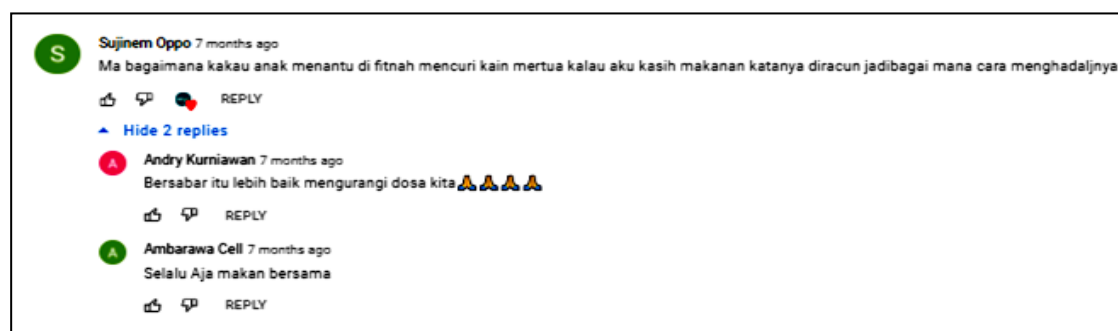 S
Sujinem Oppo 7 months ago
Ma bagaimana kakau anak menantu di fitnah mencuri kain mertua kalau aku kasih makanan katanya diracun jadibagai mana cara menghadaljnya
REPLY
Hide 2 replies
A
Andry Kurniawan 7 months ago
Bersabar itu lebih baik mengurangi dosa kita🙏🙏🙏🙏
REPLY
A
Ambarawa Cell 7 months ago
Selalu Aja makan bersama
REPLY